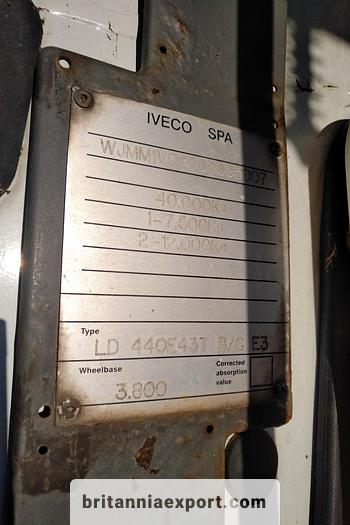 IVECO SPA
40.000Kg
1-7.500Kg
2-12.000Kg
Type
LD 440E43T B/G E3
Wheelbase
3.800
Corrected
absorption
value
britanniaexport.com